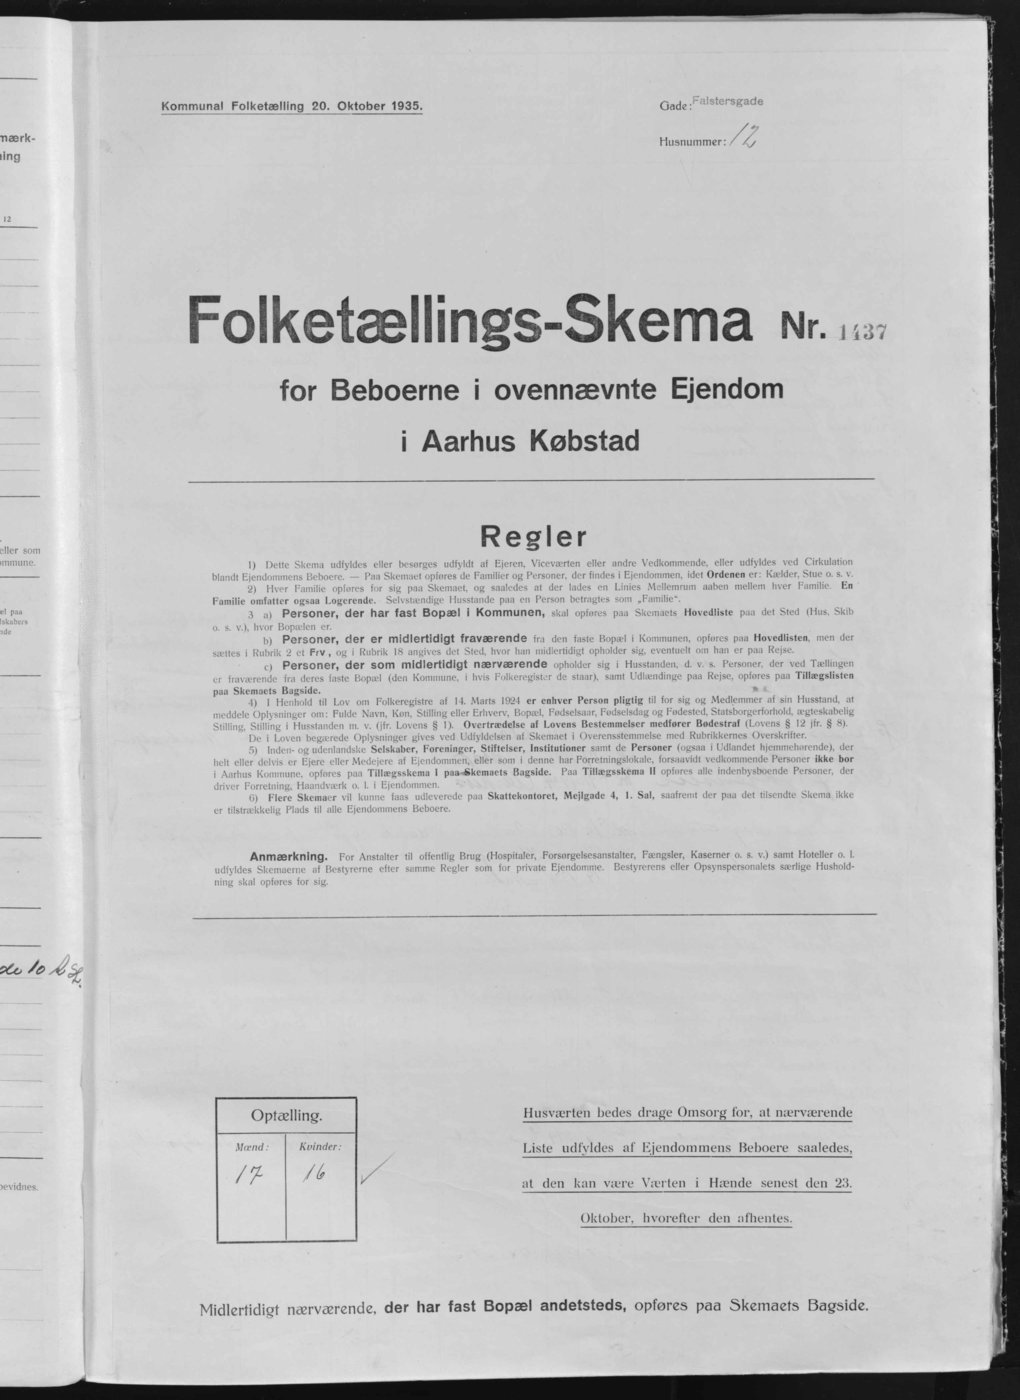 mærk-
ning
12
eller som
ommune.
el paa
lskabers
nde
de 10 
bevidnes.
Kommunal Folketælling 20. Oktober 1935.
Gade: Falstersgade
Husnummer: 12
Folketællings-Skema Nr. 1437
for Beboerne i ovennævnte Ejendom
i Aarhus Købstad
Regler
1) Dette Skema udfyldes eller besørges udfyldt af Ejeren, Viceværten eller andre Vedkommende, eller udfyldes ved Cirkulation
blandt Ejendommens Beboere. — Paa Skemaet opføres de Familier og Personer, der findes i Ejendommen, idet Ordenen er: Kælder, Stue o. s. v.
2) Hver Familie opføres for sig paa Skemaet, og saaledes at der lades en Linies Mellemrum aaben mellem hver Familie. En
Familie omfatter ogsaa Logerende. Selvstændige Husstande paa en Person betragtes som „Familie“.
3 a) Personer, der har fast Bopæl i Kommunen, skal opføres paa Skemaets Hovedliste paa det Sted (Hus, Skib
o. s. v.), hvor Bopælen er.
b) Personer, der er midlertidigt fraværende fra den faste Bopæl i Kommunen, opføres paa Hovedlisten, men der
sættes i Rubrik 2 et Frv, og i Rubrik 18 angives det Sted, hvor han midlertidigt opholder sig, eventuelt om han er paa Rejse.
c) Personer, der som midlertidigt nærværende opholder sig i Husstanden, d. v. s. Personer, der ved Tællingen
er fraværende fra deres faste Bopæl (den Kommune, i hvis Folkeregister de staar), samt Udlændinge paa Rejse, opføres paa Tillægslisten
paa Skemaets Bagside.
4) I Henhold til Lov om Folkeregistre af 14. Marts 1924 er enhver Person pligtig til for sig og Medlemmer af sin Husstand, at
meddele Oplysninger om: Fulde Navn, Køn, Stilling eller Erhverv, Bopæl, Fødselsaar, Fødselsdag og Fødested, Statsborgerforhold, ægteskabelig
Stilling, Stilling i Husstanden m. v. (jfr. Lovens § 1). Overtrædelse af Lovens Bestemmelser medfører Bødestraf (Lovens § 12 jfr. § 8).
De i Loven begærede Oplysninger gives ved Udfyldelsen af Skemaet i Overensstemmelse med Rubrikkernes Overskrifter.
5) Inden- og udenlandske Selskaber, Foreninger, Stiftelser, Institutioner samt de Personer (ogsaa i Udlandet hjemmehørende), der
helt eller delvis er Ejere eller Medejere af Ejendommen, eller som i denne har Forretningslokale, forsaavidt vedkommende Personer ikke bor
i Aarhus Kommune, opføres paa Tillægsskema I paa Skemaets Bagside. Paa Tillægsskema II opføres alle indenbysboende Personer, der
driver Forretning, Haandværk o. l. i Ejendommen.
6) Flere Skemaer vil kunne faas udleverede paa Skattekontoret, Mejlgade 4, 1. Sal, saafremt der paa det tilsendte Skema ikke
er tilstrækkelig Plads til alle Ejendommens Beboere.
Anmærkning. For Anstalter til offentlig Brug (Hospitaler, Forsørgelsesanstalter, Fængsler, Kaserner o. s. v.) samt Hoteller o. l.
udfyldes Skemaerne af Bestyrerne efter samme Regler som for private Ejendomme. Bestyrerens eller Opsynspersonalets særlige Hushold-
ning skal opføres for sig.
Optælling.
Mænd: Kvinder:
17 16
Husværten bedes drage Omsorg for, at nærværende
Liste udfyldes af Ejendommens Beboere saaledes,
at den kan være Værten i Hænde senest den 23.
Oktober, hvorefter den afhentes.
Midlertidigt nærværende, der har fast Bopæl andetsteds, opføres paa Skemaets Bagside.